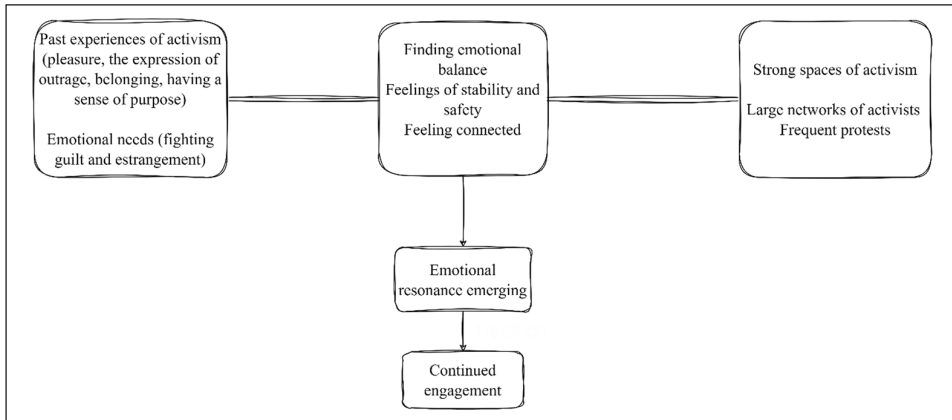 Past experiences of activism
(pleasure, the expression of
outrage, belonging, having a
sense of purpose)
Emotional needs (fighting
guilt and estrangement)
Finding emotional
balance
Feelings of stability and
safety
Feeling connected
Strong spaces of activism
Large networks of activists
Frequent protests
Emotional
resonance emerging
Continued
engagement